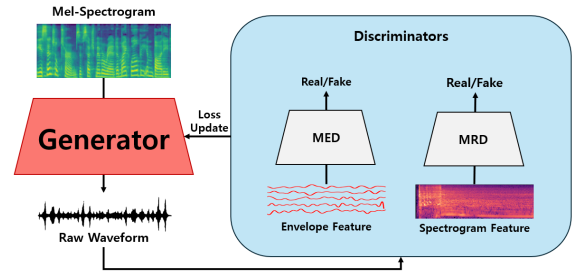 Mel-Spectrogram
Generator
Raw Waveform
Loss
Update
Discriminators
Real/Fake
Real/Fake
MED
MRD
Envelope Feature
Spectrogram Feature